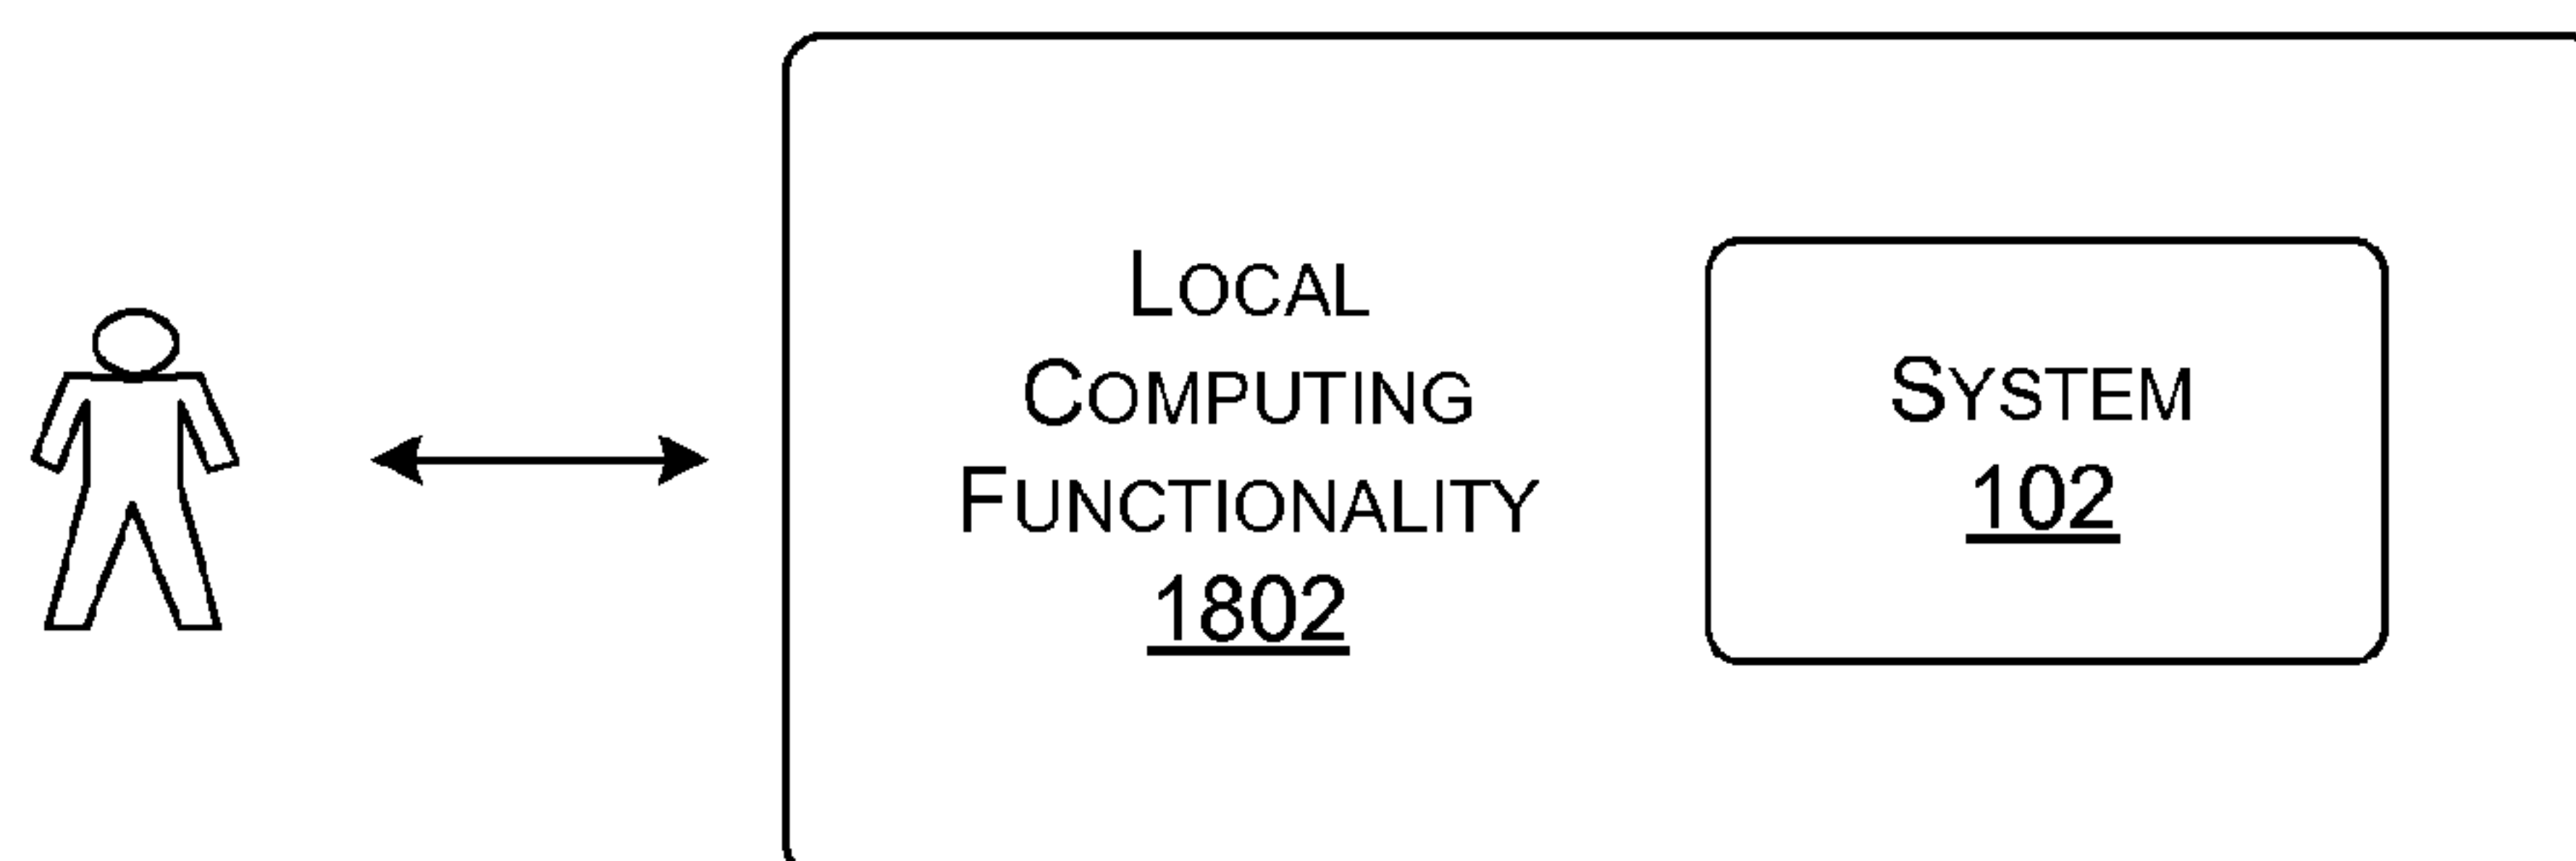 LOCAL
COMPUTING
FUNCTIONALITY
1802
SYSTEM
102